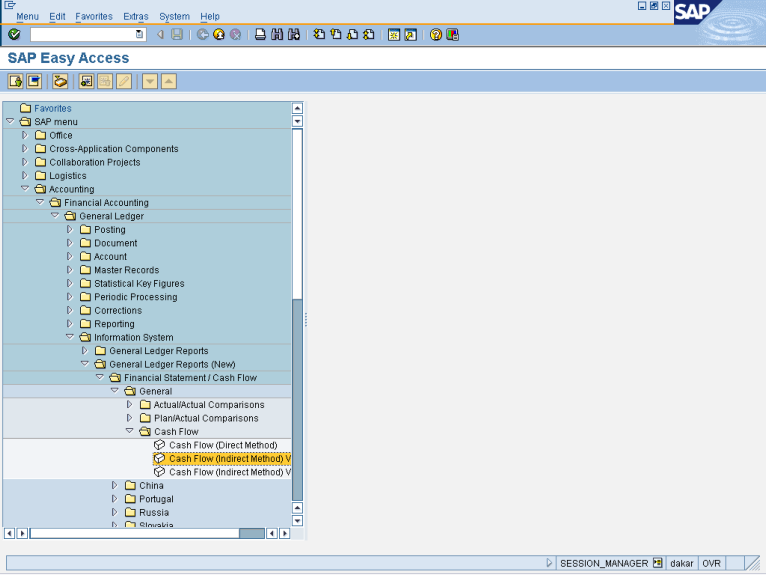 Menu Edit Favorites Extras System Help
SAP
SAP Easy Access
Favorites
SAP menu
Office
Cross-Application Components
Collaboration Projects
Logistics
Accounting
Financial Accounting
General Ledger
Posting
Document
Account
Master Records
Statistical Key Figures
Periodic Processing
Corrections
Reporting
Information System
General Ledger Reports
General Ledger Reports (New)
Financial Statement / Cash Flow
General
Actual/Actual Comparisons
Plan/Actual Comparisons
Cash Flow
Cash Flow (Direct Method)
Cash Flow (Indirect Method) V
Cash Flow (Indirect Method) V
China
Portugal
Russia
Slovakia
SESSION_MANAGER dakar OVR